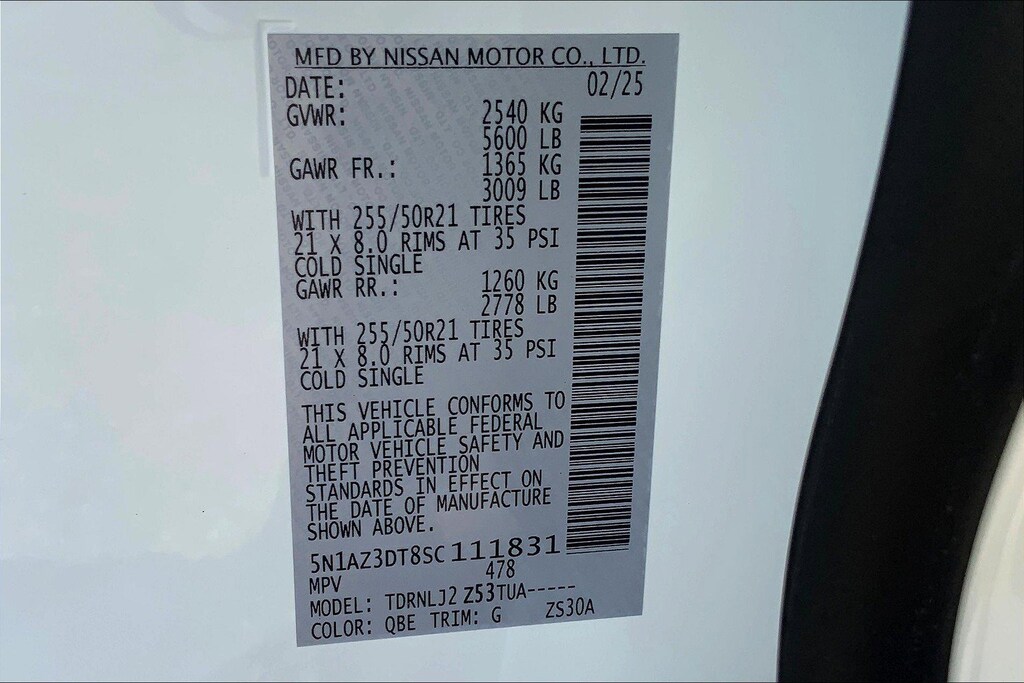 MFD BY NISSAN MOTOR CO., LTD.
DATE: 02/25
GVWR: 2540 KG
5600 LB
GAWR FR.: 1365 KG
3009 LB
WITH 255/50R21 TIRES
21 X 8.0 RIMS AT 35 PSI
COLD SINGLE
GAWR RR.: 1260 KG
2778 LB
WITH 255/50R21 TIRES
21 X 8.0 RIMS AT 35 PSI
COLD SINGLE
THIS VEHICLE CONFORMS TO
ALL APPLICABLE FEDERAL
MOTOR VEHICLE SAFETY AND
THEFT PREVENTION
STANDARDS IN EFFECT ON
THE DATE OF MANUFACTURE
SHOWN ABOVE.
5N1AZ3DT8SC111831
MPV 478
MODEL: TDRNLJ2 Z53TUA-----
COLOR: QBE TRIM: G ZS30A